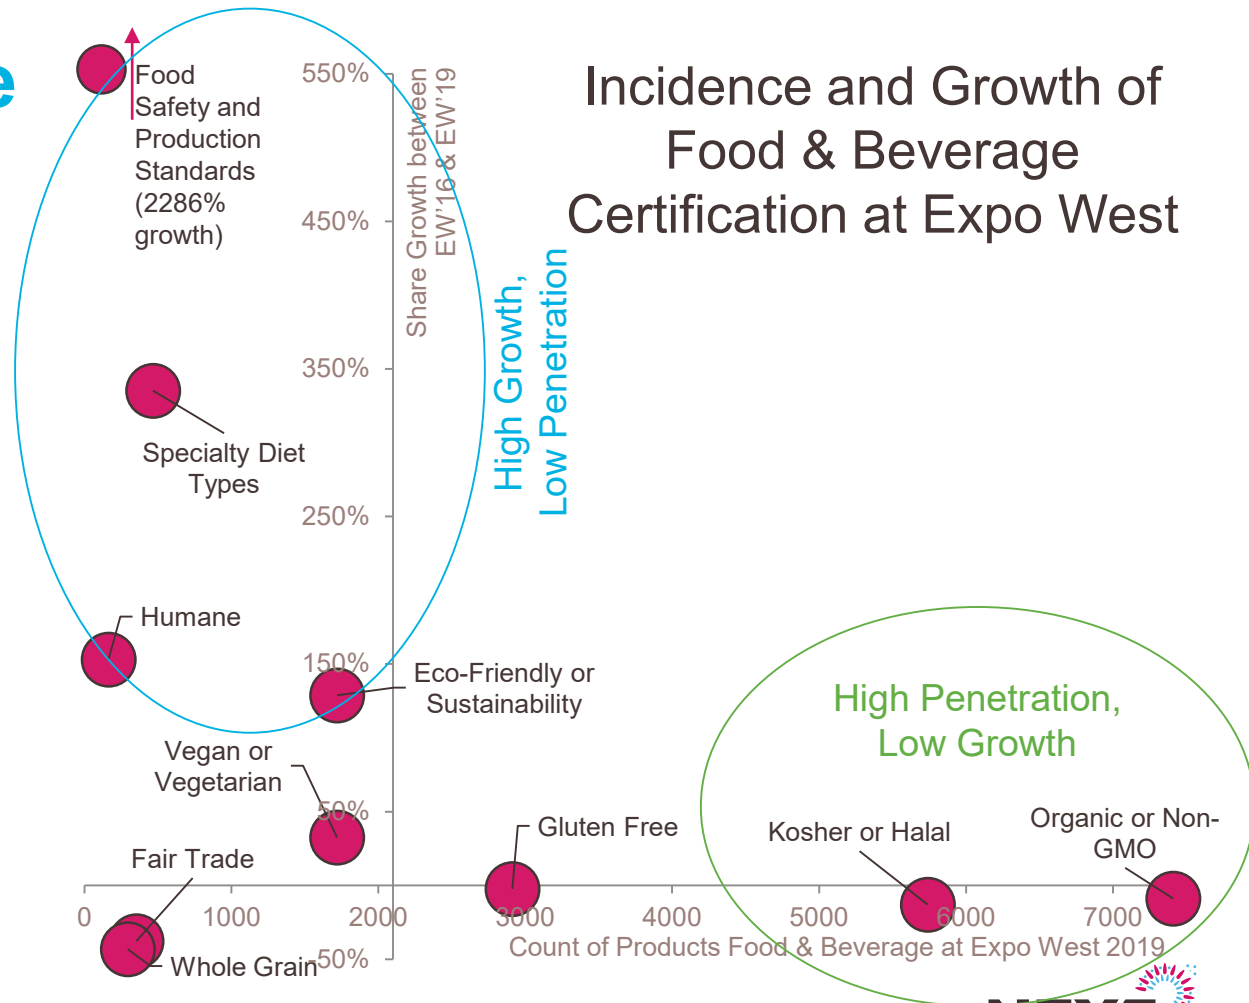 e
Incidence and Growth of
Food & Beverage
Certification at Expo West
Food
Safety and
Production
Standards
(2286%
growth)
550%
450%
350%
250%
150%
50%
-50%
Share Growth between
EW'16 & EW'19
High Growth,
Low Penetration
Specialty Diet
Types
Humane
Eco-Friendly or
Sustainability
Vegan or
Vegetarian
Fair Trade
Whole Grain
Gluten Free
High Penetration,
Low Growth
Kosher or Halal
Organic or Non-
GMO
0 1000 2000 3000 4000 5000 6000 7000
Count of Products Food & Beverage at Expo West 2019